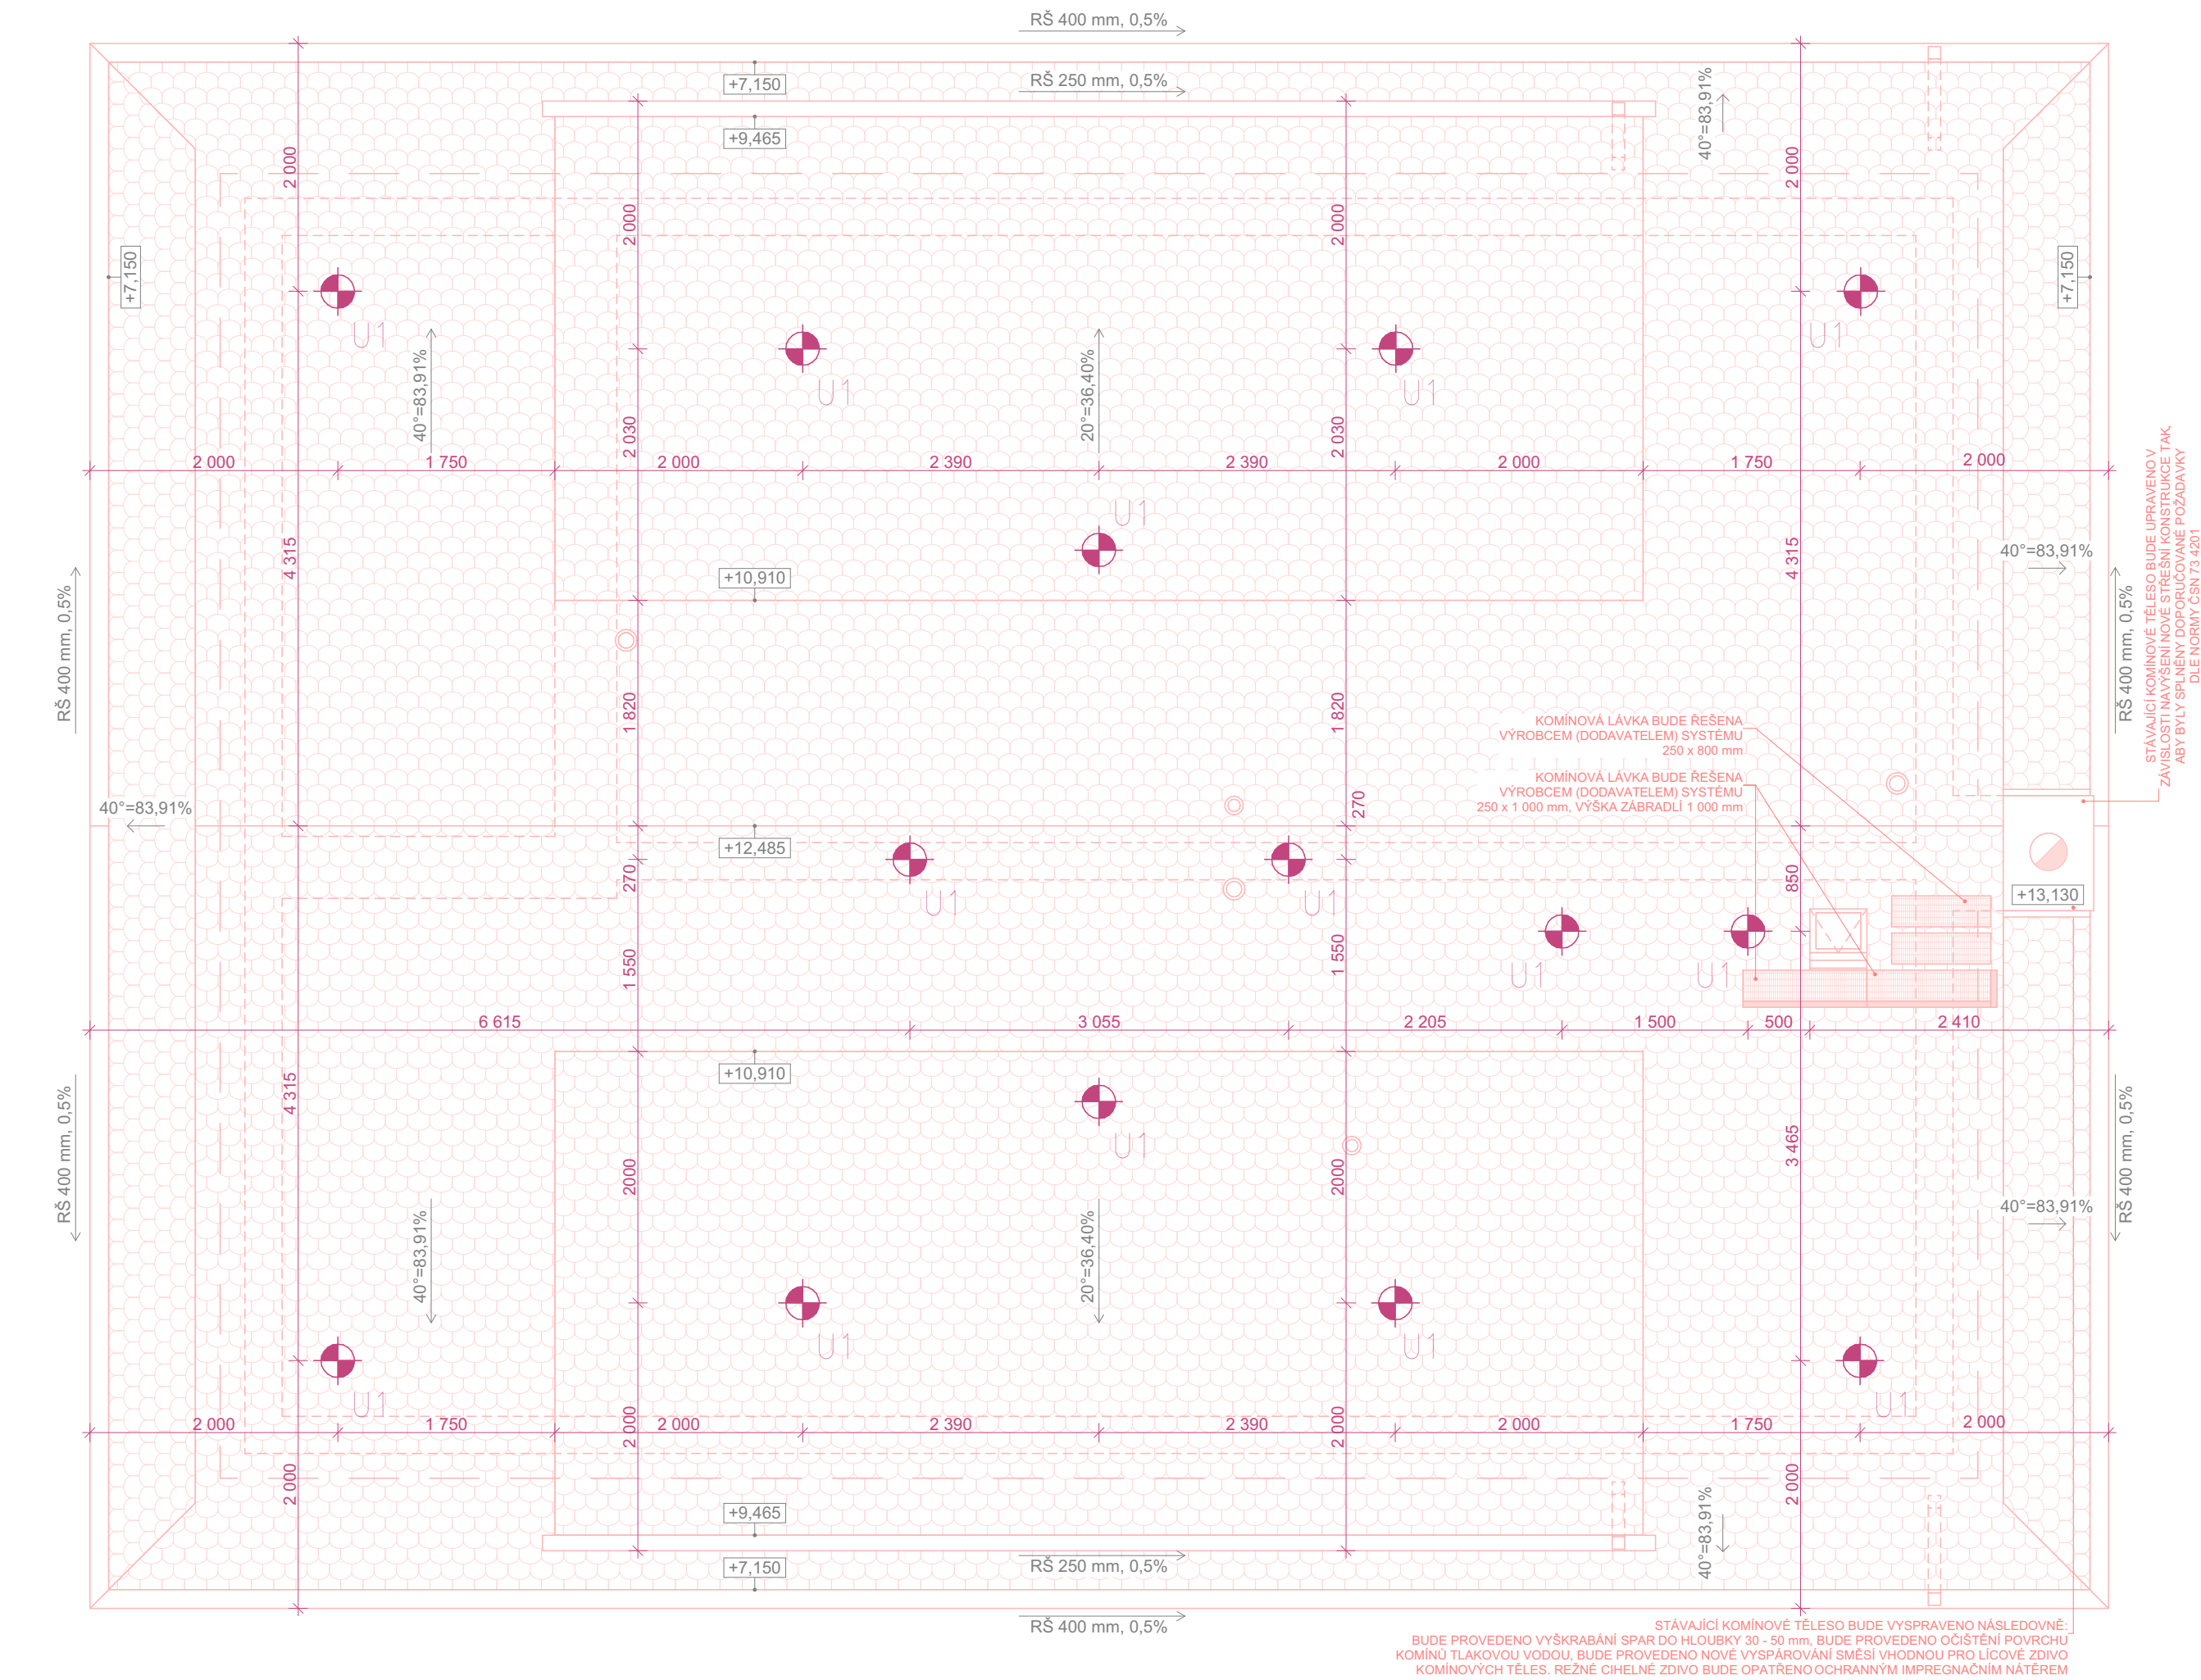 RŠ 400 mm, 0,5%
+7,150
RŠ 250 mm, 0,5%
40°=83,91%
+9,465
2 000
2 000
2 000
2 000
+7,150
+7,150
U1
U1
U1
U1
40°=83,91%
20°=36,40%
2 030
2 030
2 000
1 750
2 000
2 390
2 390
2 000
1 750
2 000
U1
4 315
4 315
+10,910
40°=83,91%
RŠ 400 mm, 0,5%
RŠ 400 mm, 0,5%
STÁVAJÍCÍ KOMÍNOVÉ TĚLESO BUDE UPRAVENO V
ZÁVISLOSTI NAVÝŠENÍ NOVÉ STŘEŠNÍ KONSTRUKCE TAK,
ABY BYLY SPLNĚNY DOPORUČOVANÉ POŽADAVKY
DLE NORMY ČSN 73 4201
1 820
1 820
KOMÍNOVÁ LÁVKA BUDE ŘEŠENA
VÝROBCEM (DODAVATELEM) SYSTÉMU
250 x 800 mm
KOMÍNOVÁ LÁVKA BUDE ŘEŠENA
VÝROBCEM (DODAVATELEM) SYSTÉMU
250 x 1 000 mm, VÝŠKA ZÁBRADLÍ 1 000 mm
40°=83,91%
270
+12,485
270
850
+13,130
U1
U1
U1
U1
1 550
1 550
6 615
3 055
2 205
1 500
500
2 410
+10,910
4 315
3 465
U1
RŠ 400 mm, 0,5%
RŠ 400 mm, 0,5%
2000
2000
40°=83,91%
40°=83,91%
20°=36,40%
U1
U1
U1
U1
2 000
1 750
2 000
2 000
2 390
2 390
2 000
2 000
1 750
2 000
2 000
2 000
+9,465
40°=83,91%
+7,150
RŠ 250 mm, 0,5%
RŠ 400 mm, 0,5%
STÁVAJÍCÍ KOMÍNOVÉ TĚLESO BUDE VYSPRAVENO NÁSLEDOVNĚ:
BUDE PROVEDENO VYŠKRABÁNÍ SPAR DO HLOUBKY 30 - 50 mm, BUDE PROVEDENO OČIŠTĚNÍ POVRCHU
KOMÍNŮ TLAKOVOU VODOU, BUDE PROVEDENO NOVÉ VYSPÁROVÁNÍ SMĚSÍ VHODNOU PRO LÍCOVÉ ZDIVO
KOMÍNOVÝCH TĚLES. REŽNÉ CIHELNÉ ZDIVO BUDE OPATŘENO OCHRANNÝM IMPREGNAČNÍM NÁTĚREM